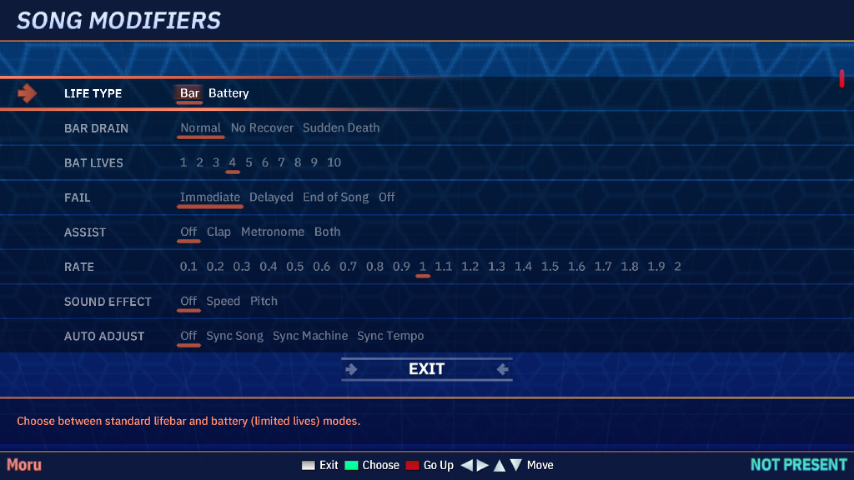 SONG MODIFIERS
LIFE TYPE Bar Battery
BAR DRAIN Normal No Recover Sudden Death
BAT LIVES 1 2 3 4 5 6 7 8 9 10
FAIL Immediate Delayed End of Song Off
ASSIST Off Clap Metronome Both
RATE 0.1 0.2 0.3 0.4 0.5 0.6 0.7 0.8 0.9 1 1.1 1.2 1.3 1.4 1.5 1.6 1.7 1.8 1.9 2
SOUND EFFECT Off Speed Pitch
AUTO ADJUST Off Sync Song Sync Machine Sync Tempo
EXIT
Choose between standard lifebar and battery (limited lives) modes.
Moru Exit Choose Go Up Move NOT PRESENT